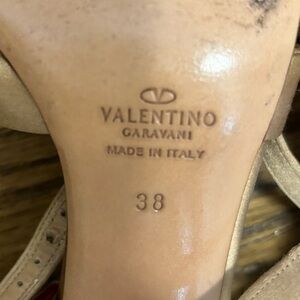 VALENTINO
GARAVANI
MADE IN ITALY
38